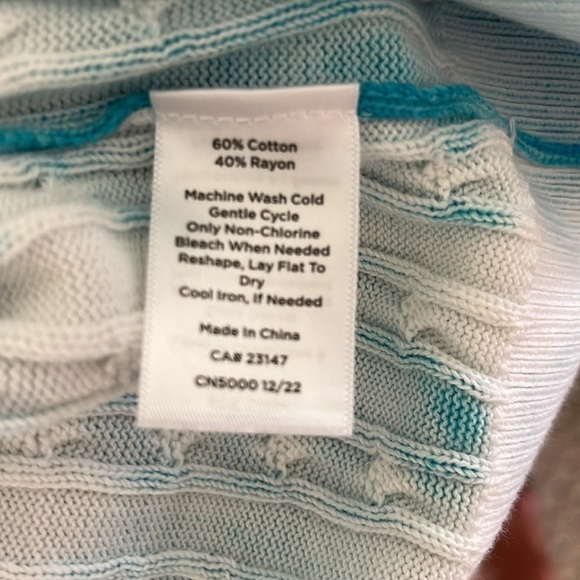 60% Cotton
40% Rayon
Machine Wash Cold
Gentle Cycle
Only Non-Chlorine
Bleach When Needed
Reshape, Lay Flat To
Dry
Cool Iron, If Needed
Made In China
CA# 23147
CN5000 12/22